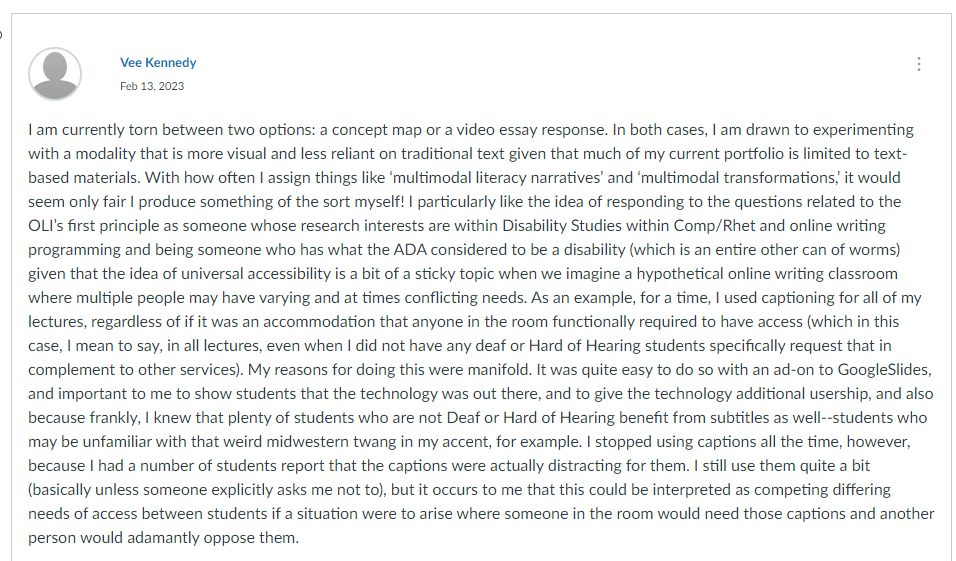 Vee Kennedy
Feb 13, 2023
I am currently torn between two options: a concept map or a video essay response. In both cases, I am drawn to experimenting
with a modality that is more visual and less reliant on traditional text given that much of my current portfolio is limited to text-
based materials. With how often I assign things like ‘multimodal literacy narratives’ and ‘multimodal transformations,’ it would
seem only fair I produce something of the sort myself! I particularly like the idea of responding to the questions related to the
OLI’s first principle as someone whose research interests are within Disability Studies within Comp/Rhet and online writing
programming and being someone who has what the ADA considered to be a disability (which is an entire other can of worms)
given that the idea of universal accessibility is a bit of a sticky topic when we imagine a hypothetical online writing classroom
where multiple people may have varying and at times conflicting needs. As an example, for a time, I used captioning for all of my
lectures, regardless of if it was an accommodation that anyone in the room functionally required to have access (which in this
case, I mean to say, in all lectures, even when I did not have any deaf or Hard of Hearing students specifically request that in
complement to other services). My reasons for doing this were manifold. It was quite easy to do so with an ad-on to GoogleSlides,
and important to me to show students that the technology was out there, and to give the technology additional usership, and also
because frankly, I knew that plenty of students who are not Deaf or Hard of Hearing benefit from subtitles as well--students who
may be unfamiliar with that weird midwestern twang in my accent, for example. I stopped using captions all the time, however,
because I had a number of students report that the captions were actually distracting for them. I still use them quite a bit
(basically unless someone explicitly asks me not to), but it occurs to me that this could be interpreted as competing differing
needs of access between students if a situation were to arise where someone in the room would need those captions and another
person would adamantly oppose them.